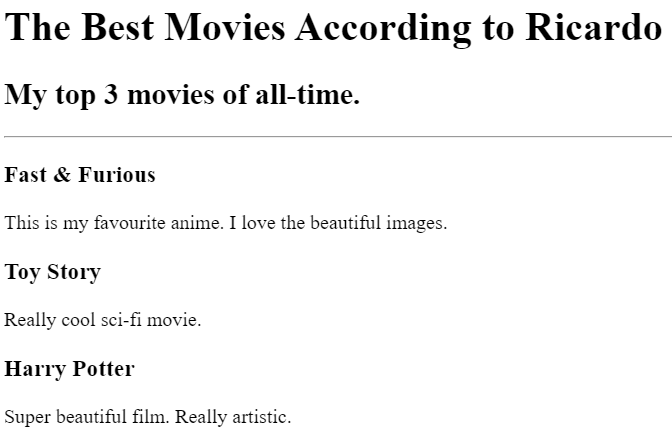 The Best Movies According to Ricardo
My top 3 movies of all-time.
Fast & Furious
This is my favourite anime. I love the beautiful images.
Toy Story
Really cool sci-fi movie.
Harry Potter
Super beautiful film. Really artistic.